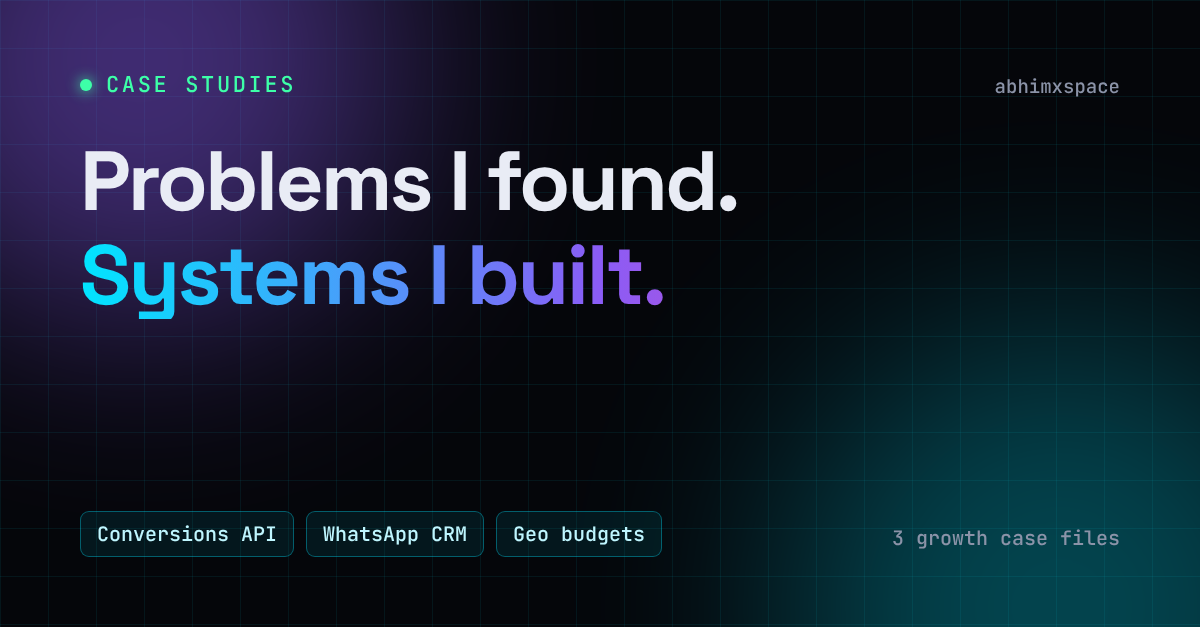 CASE STUDIES
abhimxspace
Problems I found.
Systems I built.
Conversions API
WhatsApp CRM
Geo budgets
3 growth case files